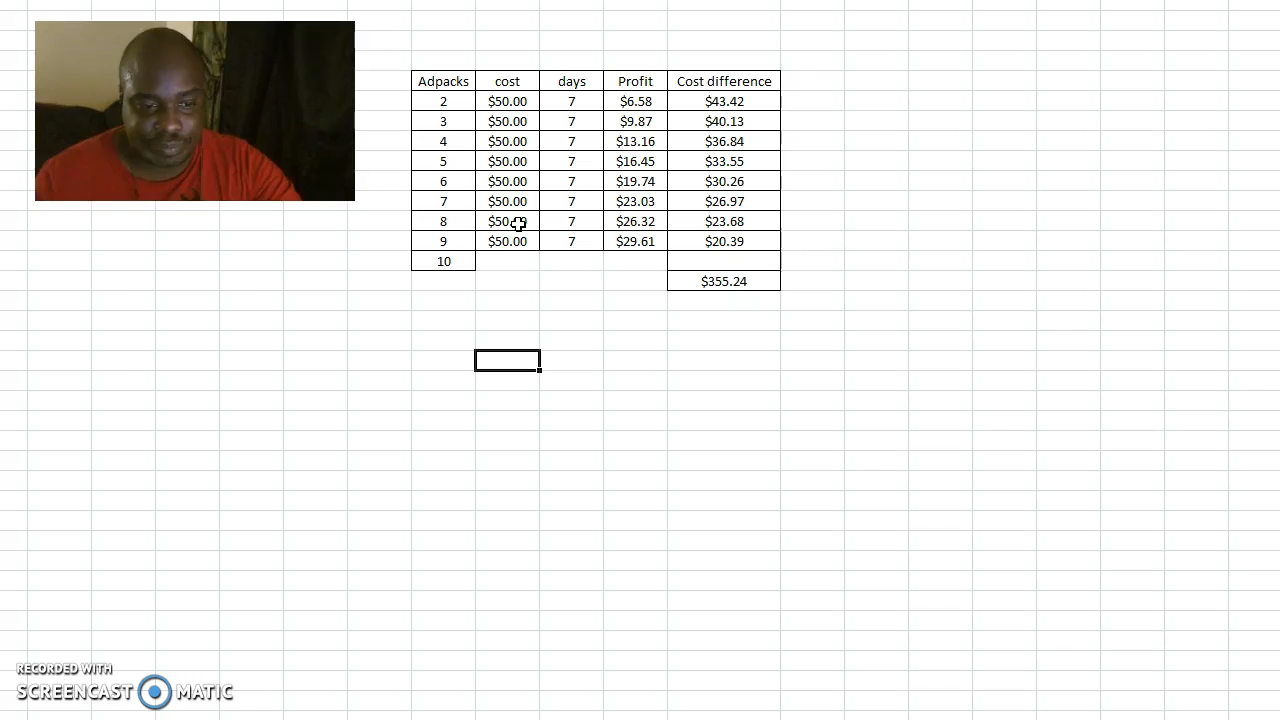 Adpacks cost days Profit Cost difference
2 $50.00 7 $6.58 $43.42
3 $50.00 7 $9.87 $40.13
4 $50.00 7 $13.16 $36.84
5 $50.00 7 $16.45 $33.55
6 $50.00 7 $19.74 $30.26
7 $50.00 7 $23.03 $26.97
8 7 $26.32 $23.68
9 $50.00 7 $29.61 $20.39
10
$355.24
RECORDED WITH
SCREENCAST MATIC